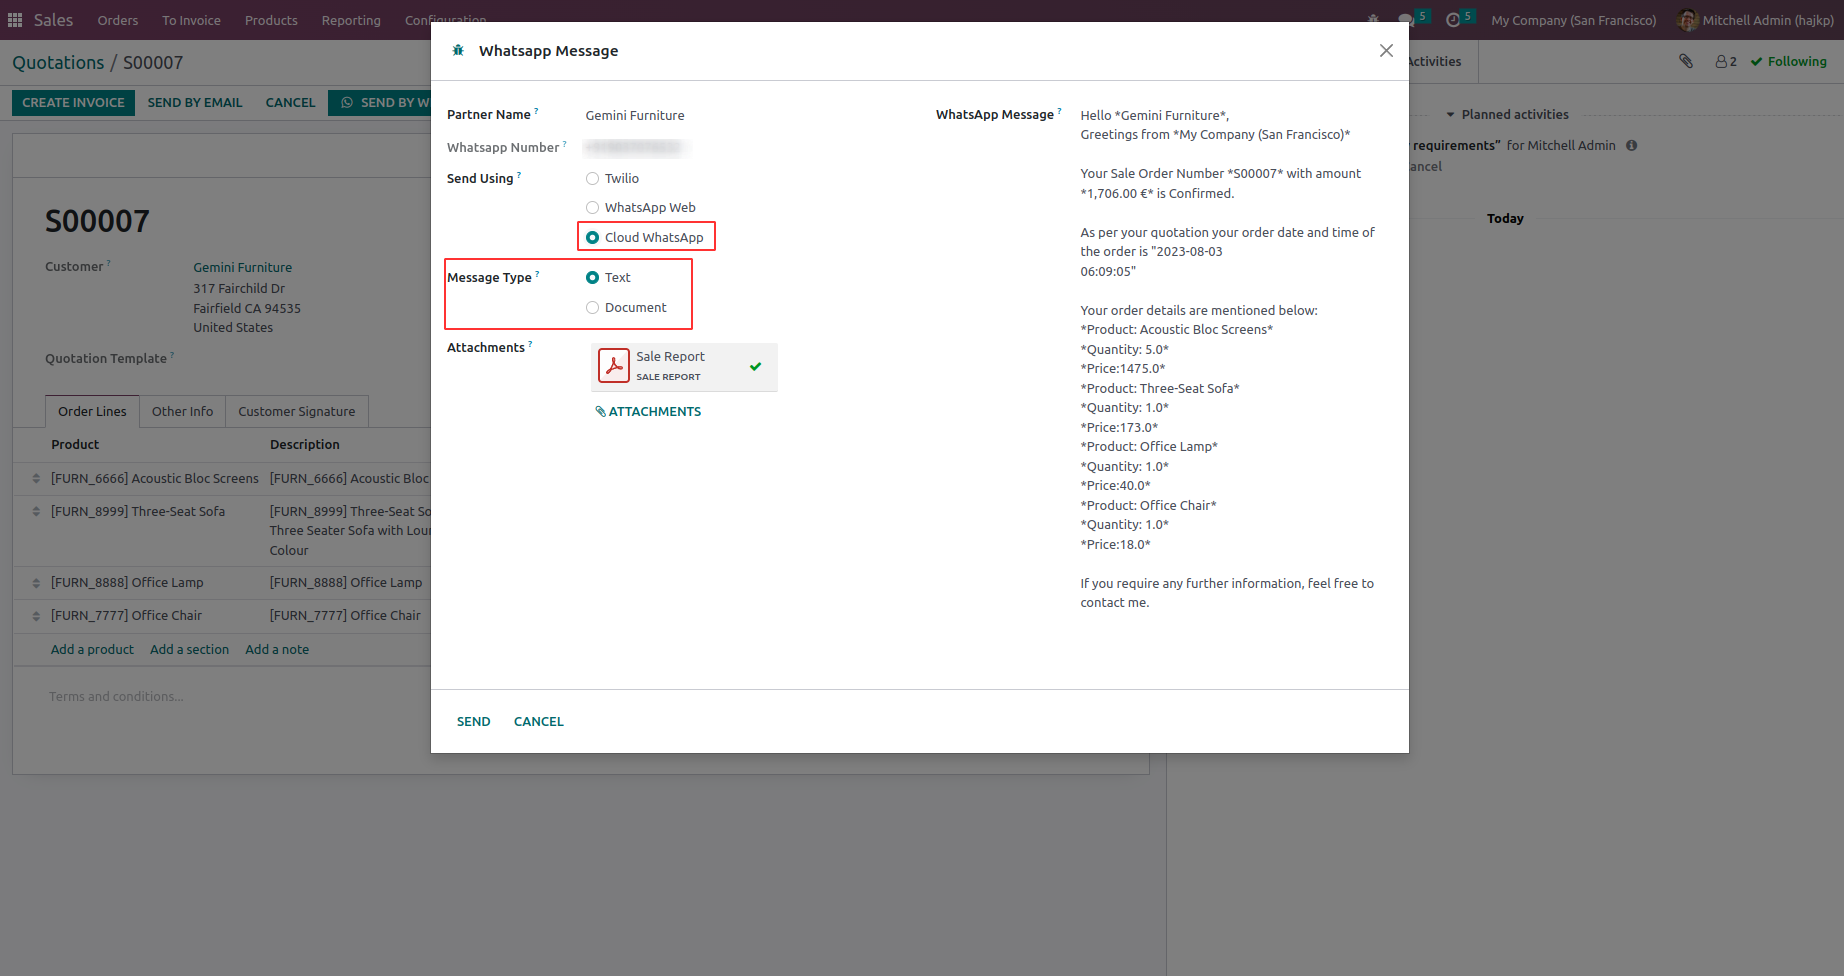 Sales Orders To Invoice Products Reporting Configuration 5 5 My Company (San Francisco) Mitchell Admin (hajkp)
Quotations / S00007
CREATE INVOICE SEND BY EMAIL CANCEL SEND BY W
Activities 2 Following
S00007
Customer ?
Gemini Furniture
317 Fairchild Dr
Fairfield CA 94535
United States
Quotation Template ?
Order Lines Other Info Customer Signature
Product Description
[FURN_6666] Acoustic Bloc Screens [FURN_6666] Acoustic Bloc
[FURN_8999] Three-Seat Sofa [FURN_8999] Three-Seat So
Three Seater Sofa with Lour
Colour
[FURN_8888] Office Lamp [FURN_8888] Office Lamp
[FURN_7777] Office Chair [FURN_7777] Office Chair
Add a product Add a section Add a note
Terms and conditions...
Whatsapp Message
Partner Name ? Gemini Furniture
Whatsapp Number ?
Send Using ? Twilio
WhatsApp Web
Cloud WhatsApp
Message Type ? Text
Document
Attachments ?
Sale Report
SALE REPORT
ATTACHMENTS
WhatsApp Message ?
Hello *Gemini Furniture*,
Greetings from *My Company (San Francisco)*
Your Sale Order Number *S00007* with amount
*1,706.00 €* is Confirmed.
As per your quotation your order date and time of
the order is "2023-08-03
06:09:05"
Your order details are mentioned below:
*Product: Acoustic Bloc Screens*
*Quantity: 5.0*
*Price:1475.0*
*Product: Three-Seat Sofa*
*Quantity: 1.0*
*Price:173.0*
*Product: Office Lamp*
*Quantity: 1.0*
*Price:40.0*
*Product: Office Chair*
*Quantity: 1.0*
*Price:18.0*
If you require any further information, feel free to
contact me.
SEND CANCEL
Planned activities
requirements” for Mitchell Admin
ancel
Today